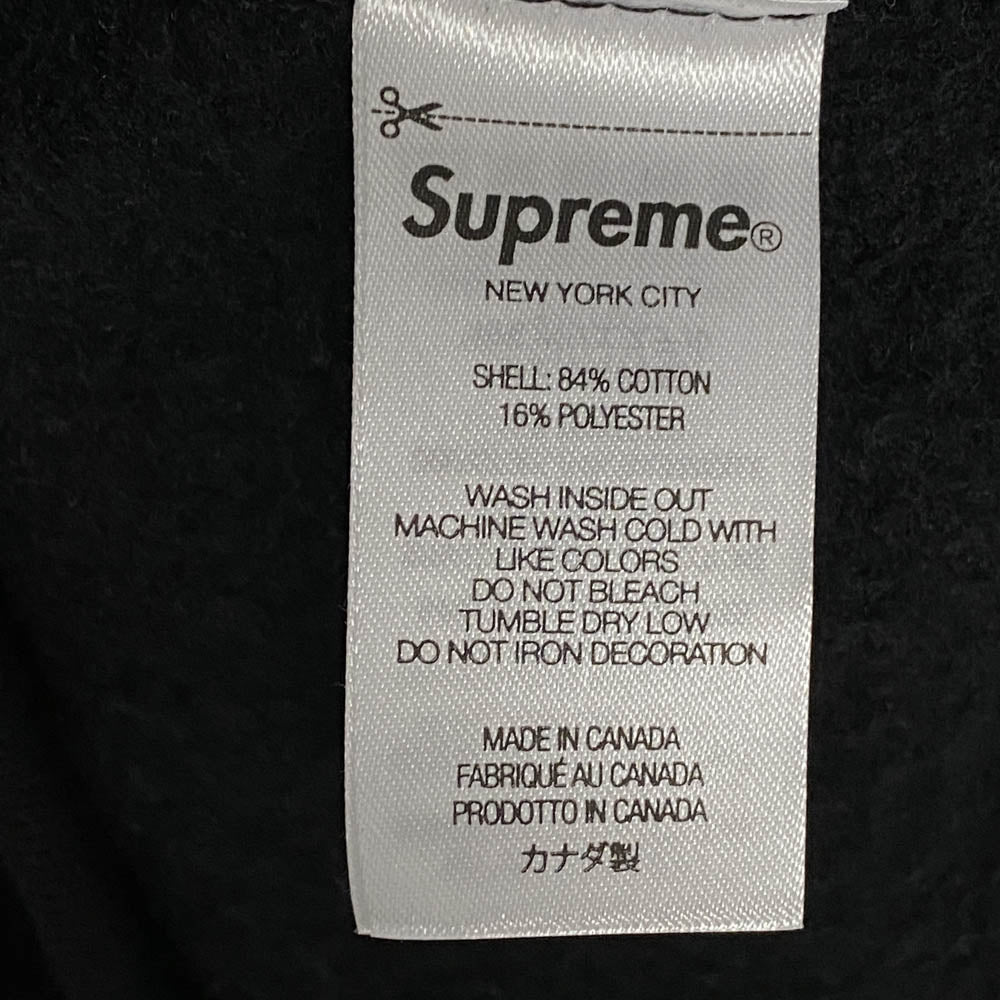 Supreme®
NEW YORK CITY
SHELL: 84% COTTON
16% POLYESTER
WASH INSIDE OUT
MACHINE WASH COLD WITH
LIKE COLORS
DO NOT BLEACH
TUMBLE DRY LOW
DO NOT IRON DECORATION
MADE IN CANADA
FABRIQUÉ AU CANADA
PRODOTTO IN CANADA
カナダ製